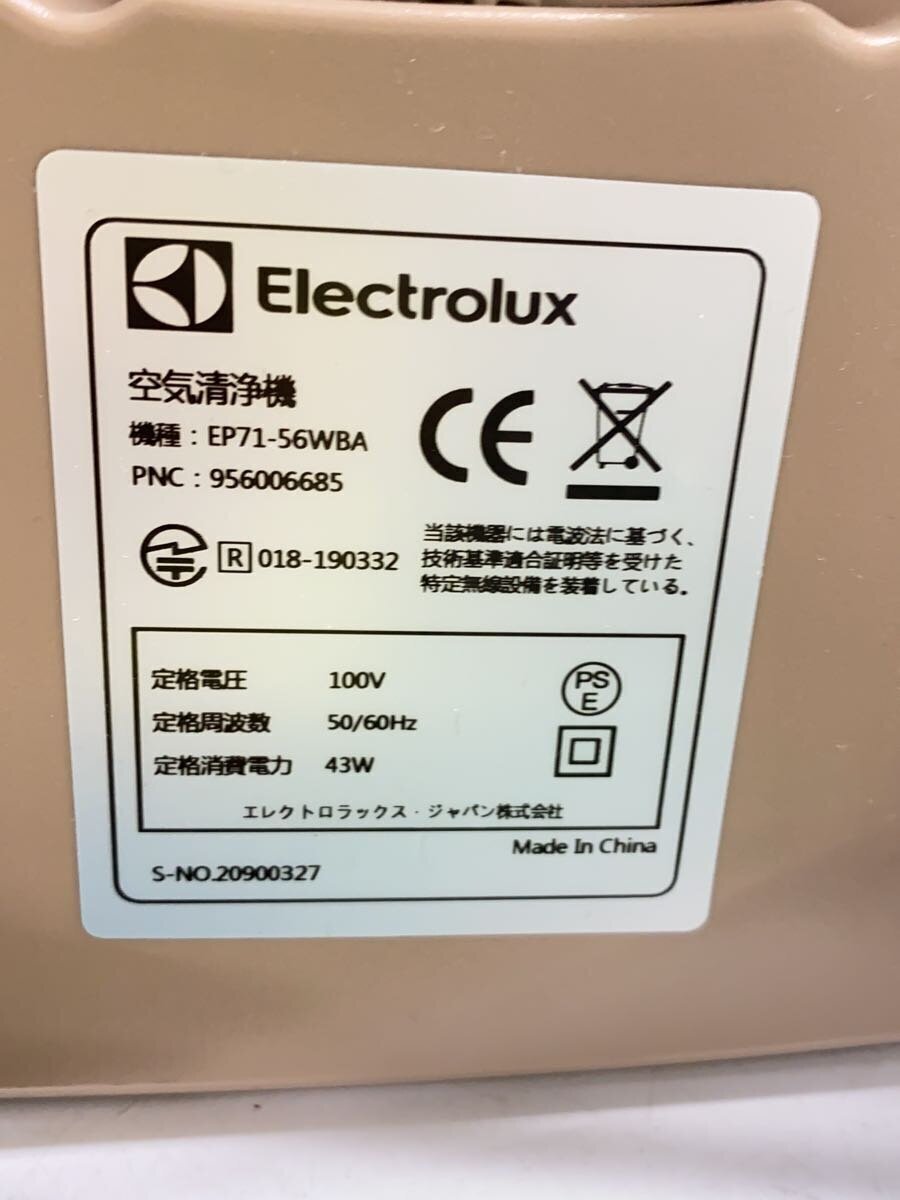 Electrolux
空気清浄機
機種：EP71-56WBA
PNC：956006685
CE
R 018-190332
当該機器には電波法に基づく、
技術基準適合証明等を受けた
特定無線設備を装着している。
定格電圧 100V
定格周波数 50/60Hz
定格消費電力 43W
PS
E
エレクトロラックス・ジャパン株式会社
Made In China
S-NO.20900327